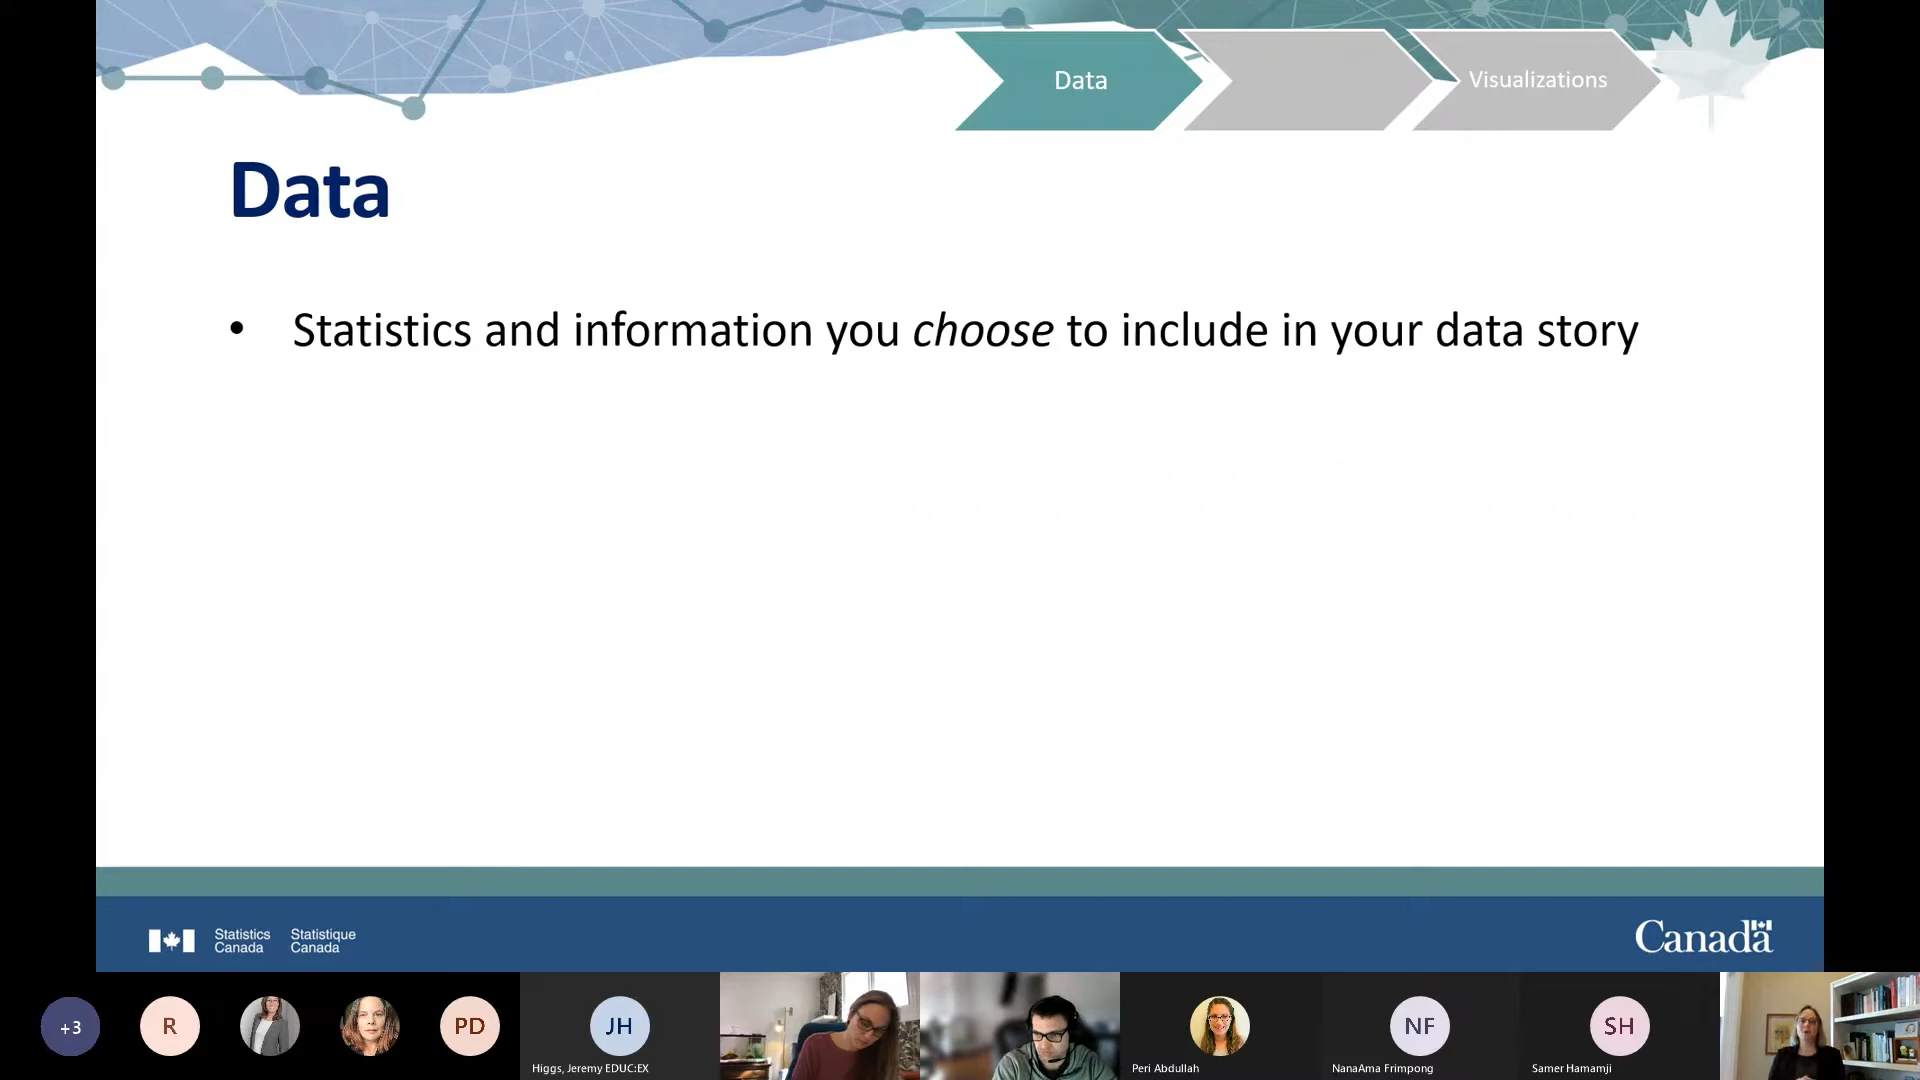 Data
Visualizations
Data
• Statistics and information you choose to include in your data story
Statistics
Canada
Statistique
Canada
Canada
+3
R
PD
JH
Higgs, Jeremy EDUC:EX
Peri Abdullah
NF
NanaAma Frimpong
SH
Samer Hamamji